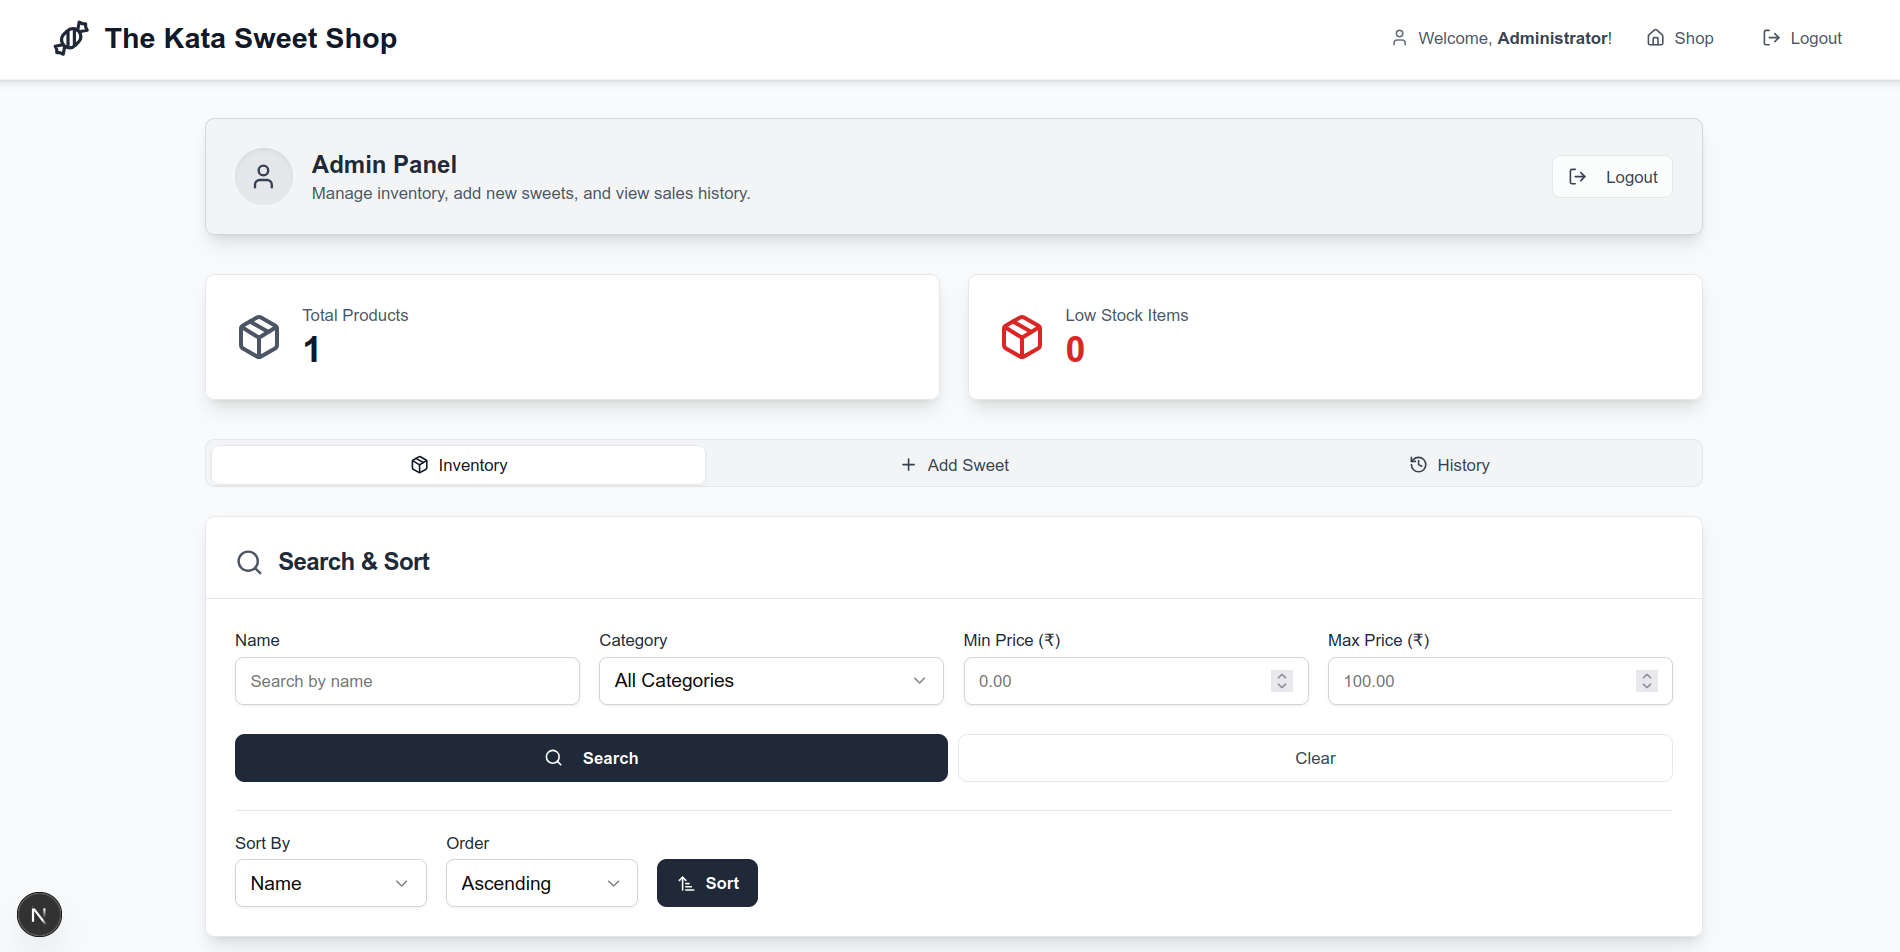 The Kata Sweet Shop
Welcome, Administrator!
Shop
Logout
Admin Panel
Manage inventory, add new sweets, and view sales history.
Logout
Total Products
1
Low Stock Items
0
Inventory
Add Sweet
History
Search & Sort
Name
Category
Min Price (₹)
Max Price (₹)
Search by name
All Categories
0.00
100.00
Search
Clear
Sort By
Order
Name
Ascending
Sort
N